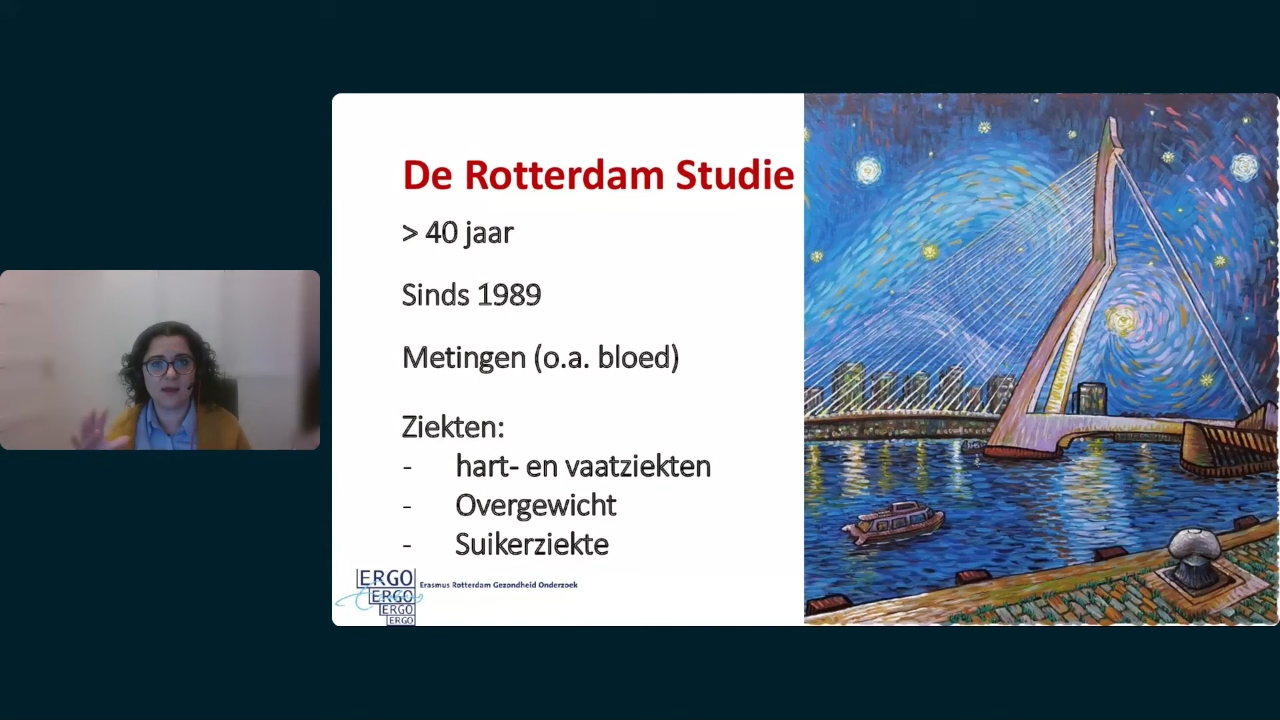 De Rotterdam Studie
> 40 jaar
Sinds 1989
Metingen (o.a. bloed)
Ziekten:
- hart- en vaatziekten
- Overgewicht
- Suikerziekte
ERGO
ERGO
ERGO
ERGO
Erasmus Rotterdam Gezondheid Onderzoek